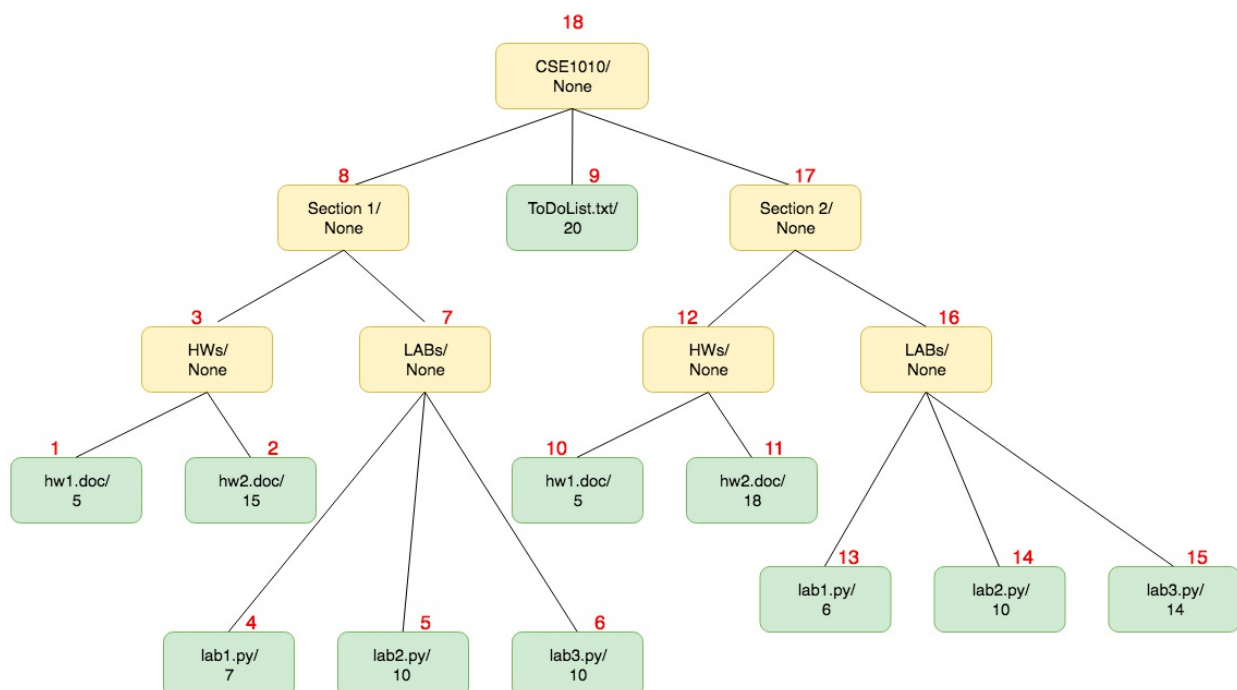 18
CSE1010/
None
8
9
17
Section 1/
None
ToDoList.txt/
20
Section 2/
None
3
7
12
16
HWs/
None
LABs/
None
HWs/
None
LABs/
None
1
2
10
11
hw1.doc/
5
hw2.doc/
15
hw1.doc/
5
hw2.doc/
18
13
14
15
lab1.py/
6
lab2.py/
10
lab3.py/
14
4
5
6
lab1.py/
7
lab2.py/
10
lab3.py/
10